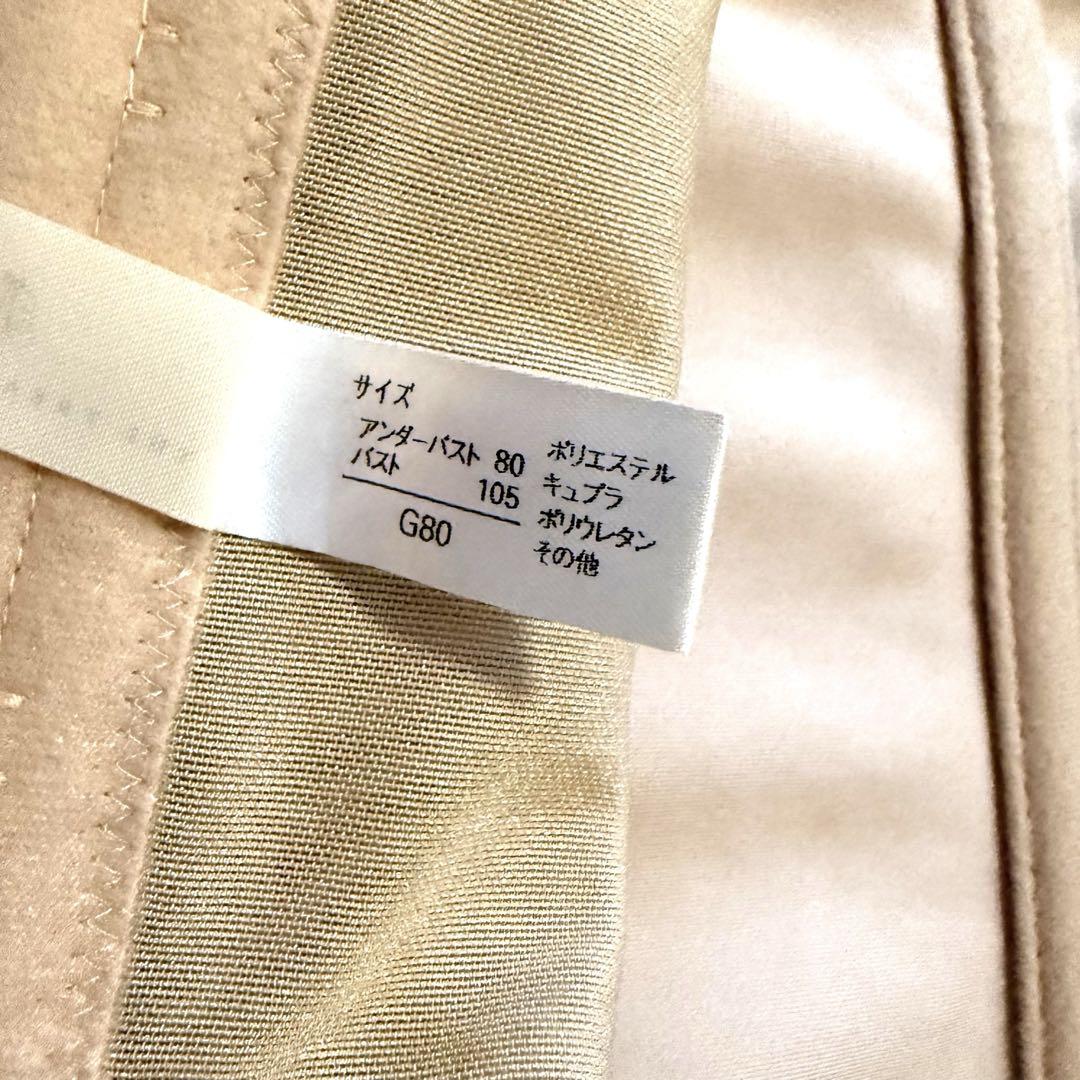 サイズ
アンダーバスト 80
バスト 105
G80
ポリエステル
キュプラ
ポリウレタン
その他